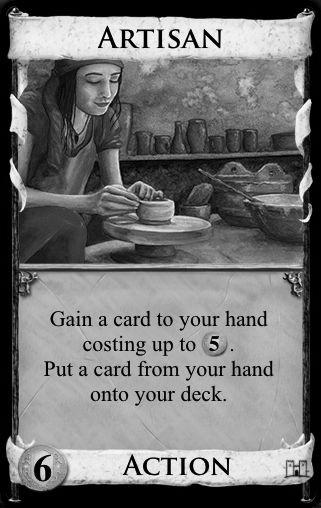 ARTISAN
Gain a card to your hand
costing up to 5 .
Put a card from your hand
onto your deck.
6 ACTION